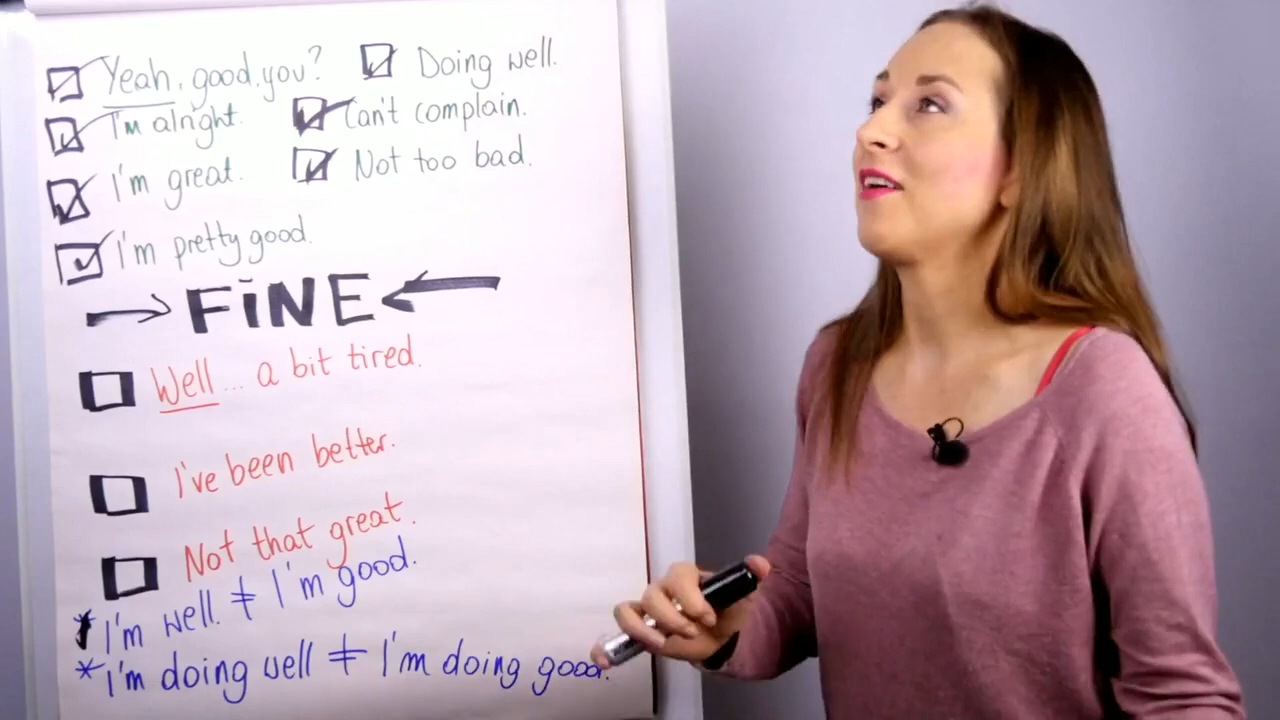 Yeah, good, you? Doing well.
I'm alright. Can't complain.
I'm great. Not too bad.
I'm pretty good.
→ FiNE ←
Well... a bit tired.
I've been better.
Not that great.
* I'm well. ≠ I'm good.
* I'm doing well ≠ I'm doing good.